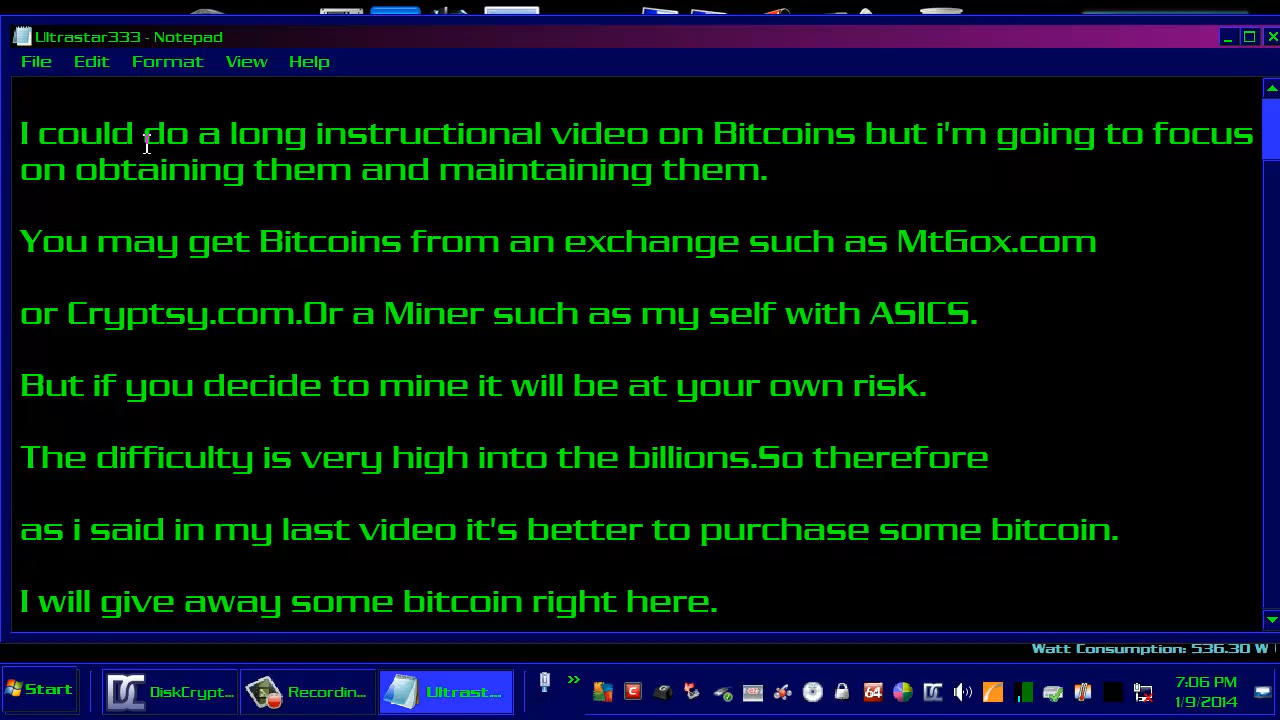 Ultrastar333 - Notepad
File Edit Format View Help
I could do a long instructional video on Bitcoins but i'm going to focus
on obtaining them and maintaining them.
You may get Bitcoins from an exchange such as MtGox.com
or Cryptsy.com.Or a Miner such as my self with ASICS.
But if you decide to mine it will be at your own risk.
The difficulty is very high into the billions.So therefore
as i said in my last video it's better to purchase some bitcoin.
I will give away some bitcoin right here.
Watt Consumption: 536.30 W
Start DiskCrypt... Recordin... Ultrast... 64 7:06 PM
1/9/2014